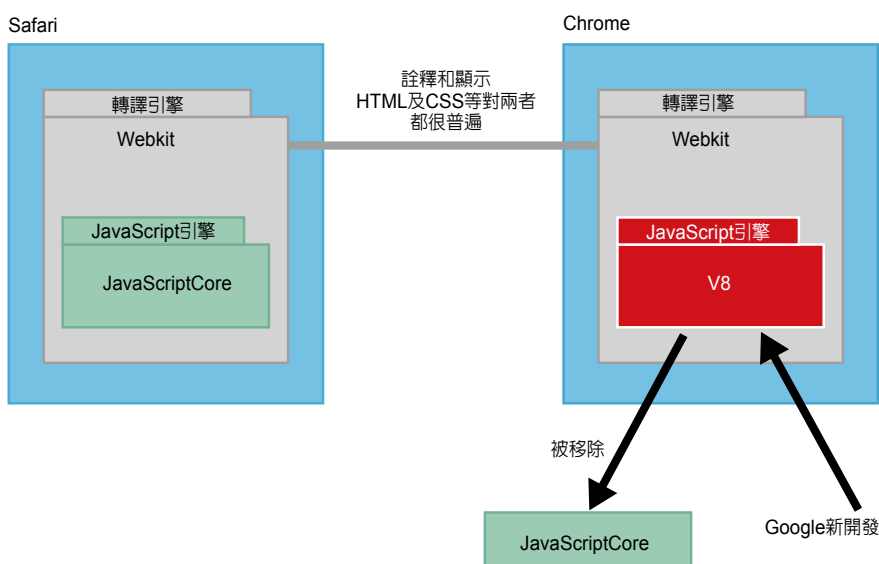 Safari
Chrome
詮釋和顯示
HTML及CSS等對兩者
都很普遍
轉譯引擎
Webkit
JavaScript引擎
JavaScriptCore
轉譯引擎
Webkit
JavaScript引擎
V8
被移除
Google新開發
JavaScriptCore